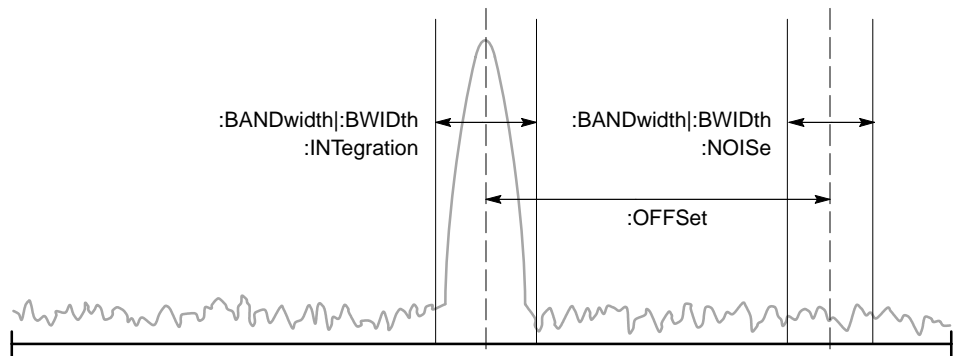 :BANDwidth|:BWIDth
:INTegration
:BANDwidth|:BWIDth
:NOISe
:OFFSet